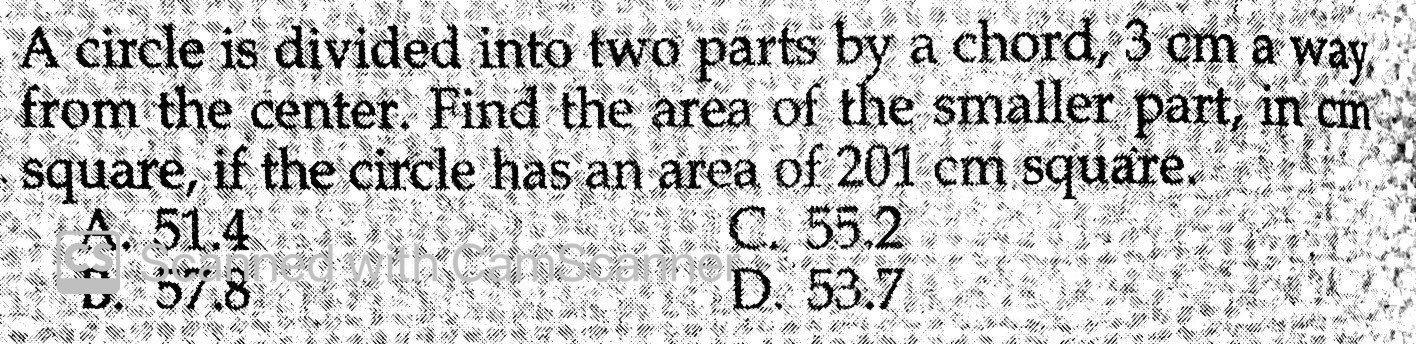 A circle is divided into two parts by a chord, 3 cm a way,
from the center. Find the area of the smaller part, in cm
square, if the circle has an area of 201 cm square.
A. 51.4 C. 55.2
CS Scanned with CamScanner
B. 57.8 D. 53.7